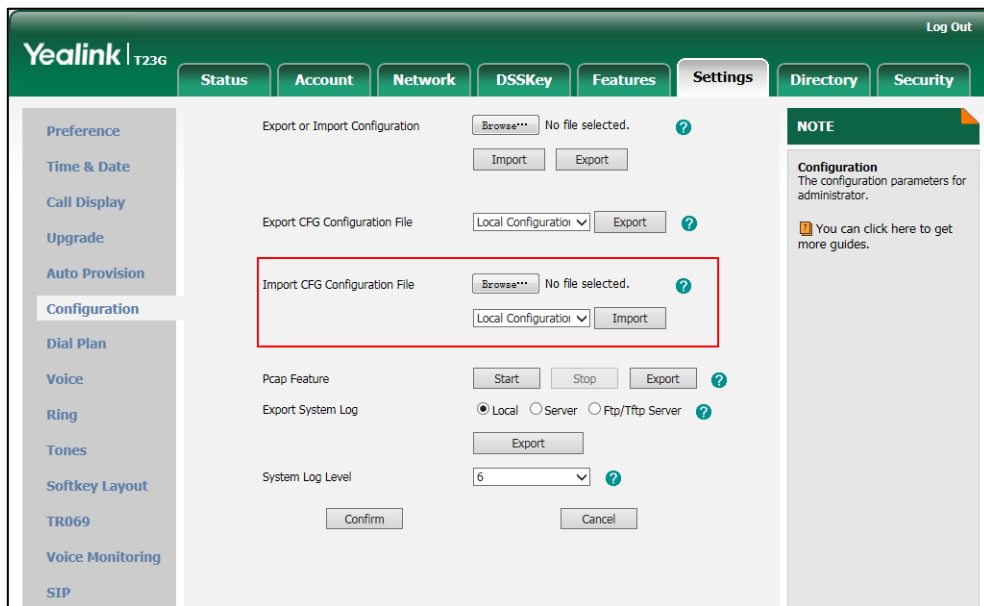 Log Out
Yealink T23G
Status Account Network DSSKey Features Settings Directory Security
Preference
Time & Date
Call Display
Upgrade
Auto Provision
Configuration
Dial Plan
Voice
Ring
Tones
Softkey Layout
TR069
Voice Monitoring
SIP
Export or Import Configuration Browse··· No file selected. ?
Import Export
Export CFG Configuration File Local Configuration Export ?
Import CFG Configuration File Browse··· No file selected. ?
Local Configuration Import
Pcap Feature Start Stop Export ?
Export System Log Local Server Ftp/Tftp Server ?
Export
System Log Level 6 ?
Confirm Cancel
NOTE
Configuration
The configuration parameters for
administrator.
? You can click here to get
more guides.